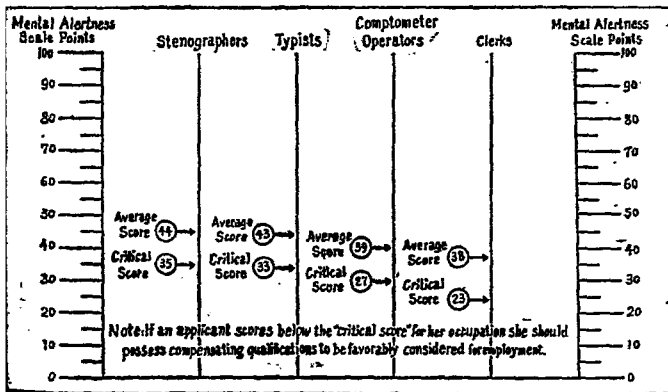 Mental Alertness
Scale Points
Stenographers
Typists
Comptometer
Operators
Clerks
Mental Alertness
Scale Points
100
90
80
70
60
50
40
30
20
10
0
Average
Score 44
Critical
Score 35
Average
Score 43
Critical
Score 33
Average
Score 39
Critical
Score 27
Average
Score 38
Critical
Score 23
100
90
80
70
60
50
40
30
20
10
0
Note: If an applicant scores below the "critical score" for her occupation she should
possess compensating qualifications to be favorably considered for employment.